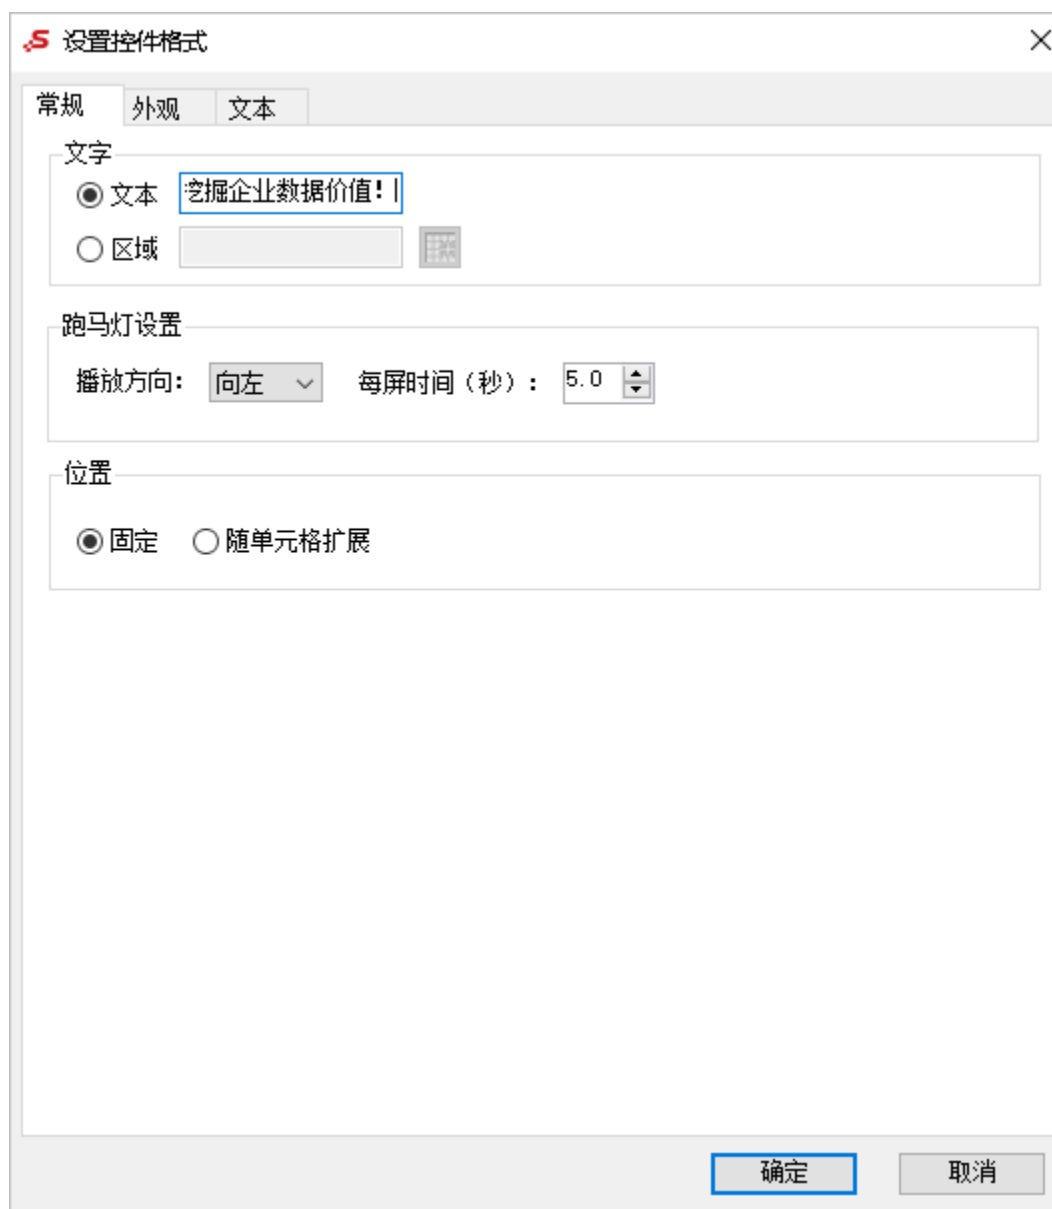 设置控件格式
常规 外观 文本
文字
文本 挖掘企业数据价值!
区域
跑马灯设置
播放方向: 向左 每屏时间(秒): 5.0
位置
固定 随单元格扩展
确定 取消